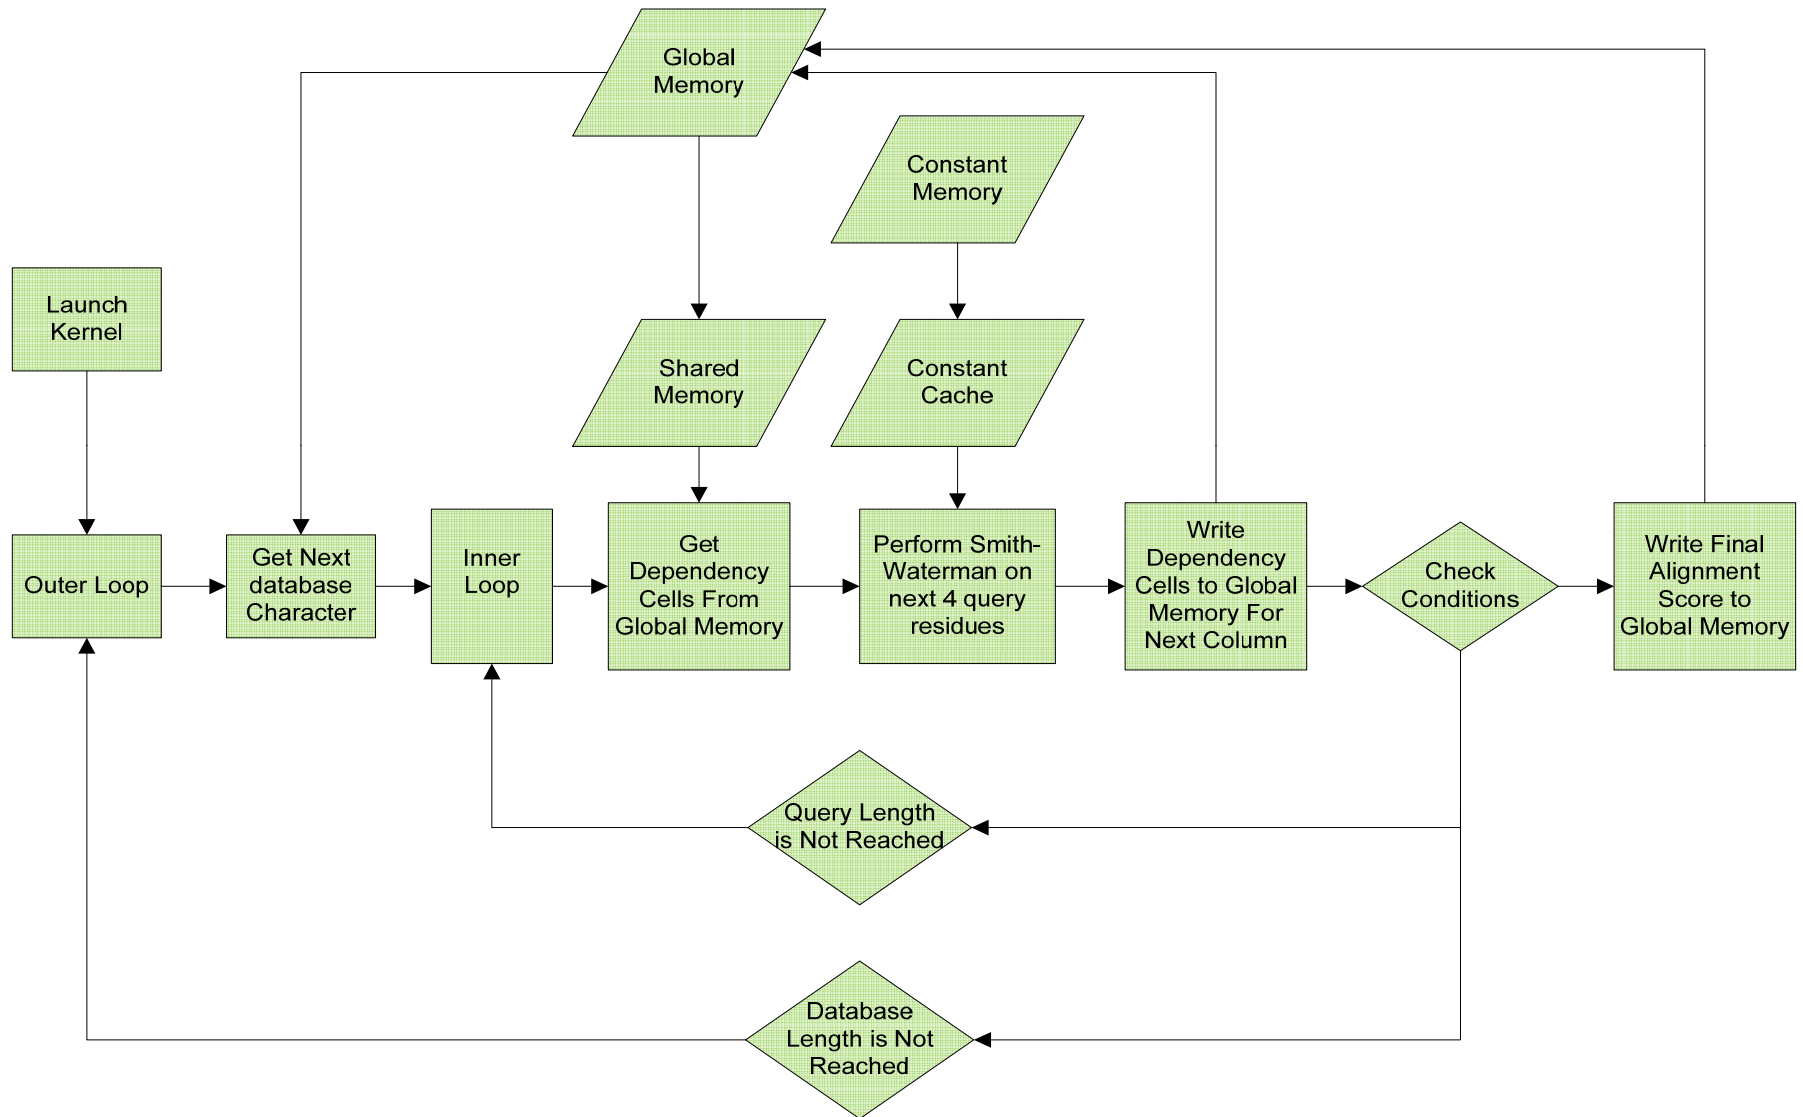 Global
Memory
Constant
Memory
Launch
Kernel
Shared
Memory
Constant
Cache
Outer Loop
Get Next
database
Character
Inner
Loop
Get
Dependency
Cells From
Global Memory
Perform Smith-
Waterman on
next 4 query
residues
Write
Dependency
Cells to Global
Memory For
Next Column
Check
Conditions
Write Final
Alignment
Score to
Global Memory
Query Length
is Not Reached
Database
Length is Not
Reached